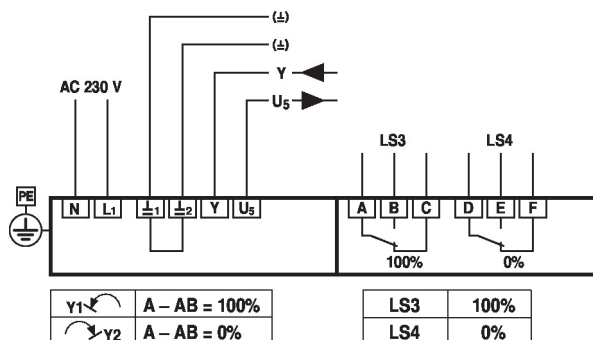 (⊥)
(⊥)
Y
AC 230 V
U5
LS3 LS4
PE
N L1 ⊥1 ⊥2 Y U5 A B C D E F
100% 0%
Y1 A – AB = 100%
Y2 A – AB = 0%
LS3 100%
LS4 0%